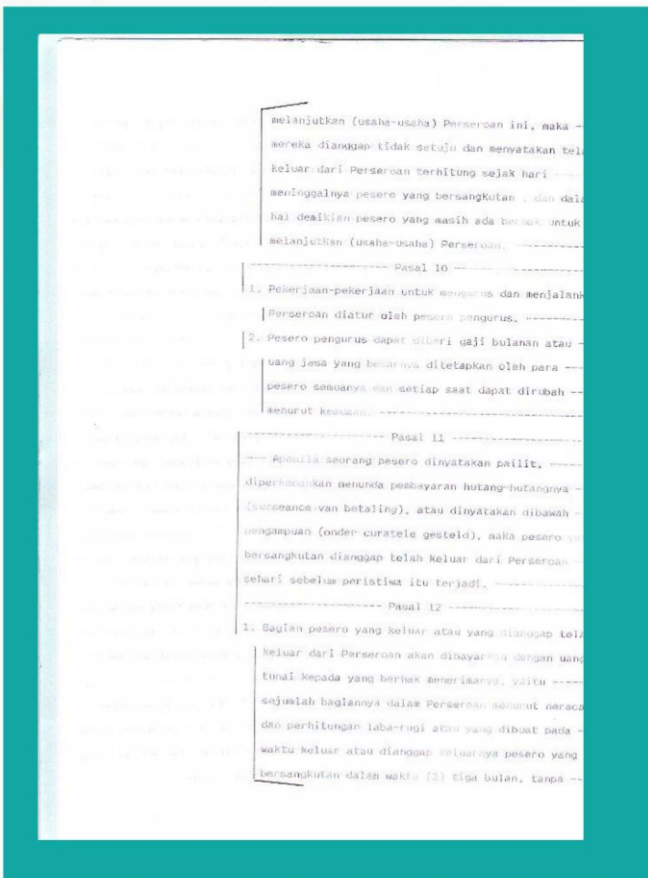 melanjutkan (usaha-usaha) Perseroan ini, maka --
mereka dianggap tidak setuju dan menyatakan tel
keluar dari Perseroan terhitung sejak hari ----
meninggalnya pesero yang bersangkutan , dan dala
hal demikian pesero yang masih ada berhak untuk
melanjutkan (usaha-usaha) Perseroan. ----------
-------------------- Pasal 10 -----------------
1. Pekerjaan-pekerjaan untuk mengurus dan menjalank
Perseroan diatur oleh pesero pengurus. --------
2. Pesero pengurus dapat diberi gaji bulanan atau -
uang jasa yang besarnya ditetapkan oleh para ---
pesero semuanya dan setiap saat dapat dirubah --
menurut keadaan. -------------------------------
-------------------- Pasal 11 ------------------
--- Apabila seorang pesero dinyatakan pailit, -----
diperkenankan menunda pembayaran hutang-hutangnya -
(surseance van betaling), atau dinyatakan dibawah -
pengampuan (onder curatele gesteld), maka pesero
bersangkutan dianggap telah keluar dari Perseroan -
sehari sebelum peristiwa itu terjadi. -----------
-------------------- Pasal 12 ------------------
1. Bagian pesero yang keluar atau yang dianggap tela
keluar dari Perseroan akan dibayarnya dengan uang
tunai kepada yang berhak menerimanya, yaitu -----
sejumlah bagiannya dalam Perseroan menurut neraca
dan perhitungan laba-rugi atau yang dibuat pada -
waktu keluar atau dianggap keluarnya pesero yang
bersangkutan dalam waktu (3) tiga bulan, tanpa --